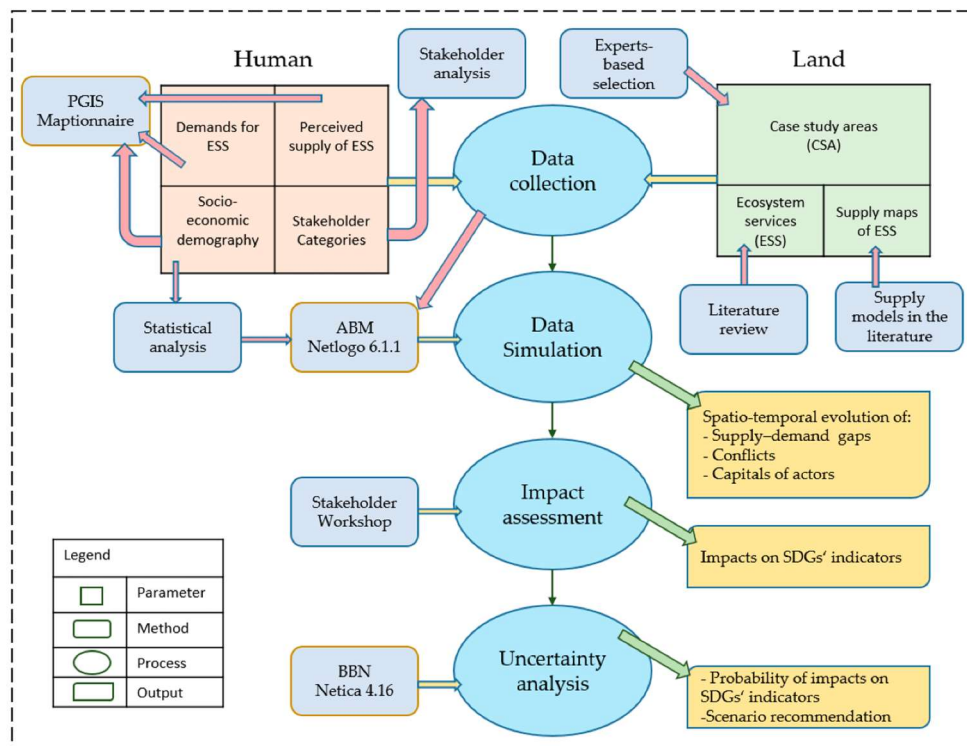 Human
Stakeholder
analysis
Experts-
based
selection
Land
PGIS
Maptionnaire
Demands for
ESS
Perceived
supply of ESS
Socio-
economic
demography
Stakeholder
Categories
Data
collection
Case study areas
(CSA)
Ecosystem
services
(ESS)
Supply maps
of ESS
Statistical
analysis
ABM
Netlogo 6.1.1
Data
Simulation
Literature
review
Supply
models in the
literature
Spatio-temporal evolution of:
- Supply–demand gaps
- Conflicts
- Capitals of actors
Stakeholder
Workshop
Impact
assessment
Impacts on SDGs‘ indicators
Legend
Parameter
Method
Process
Output
BBN
Netica 4.16
Uncertainty
analysis
- Probability of impacts on
SDGs‘ indicators
-Scenario recommendation